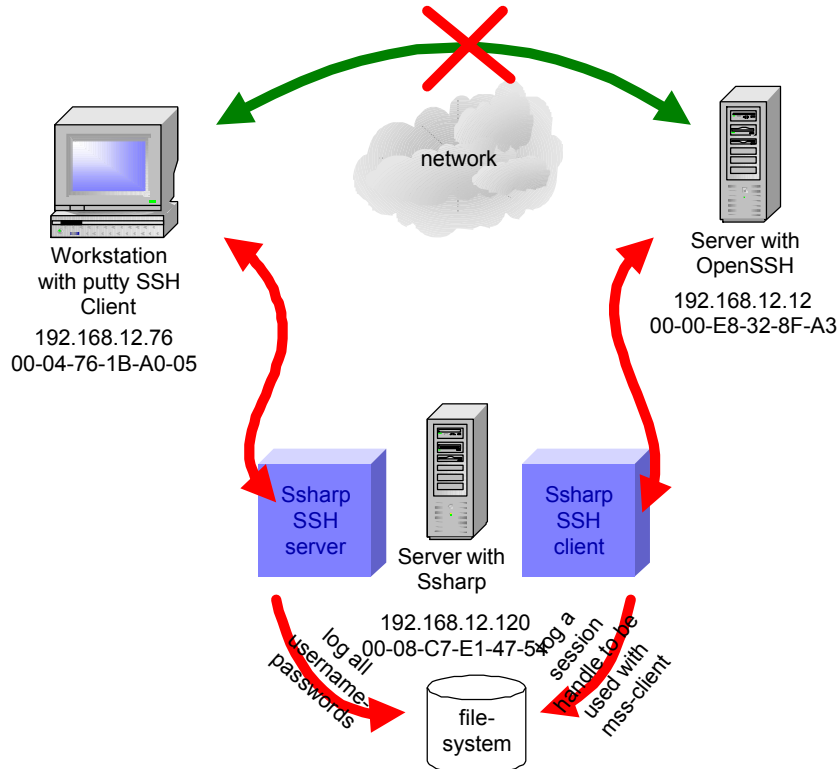 network
Workstation
with putty SSH
Client
192.168.12.76
00-04-76-1B-A0-05
Server with
OpenSSH
192.168.12.12
00-00-E8-32-8F-A3
Ssharp
SSH
server
Server with
Ssharp
192.168.12.120
00-08-C7-E1-47-54
Ssharp
SSH
client
log all
username-
passwords
log a
session
handle to be
used with
mss-client
file-
system